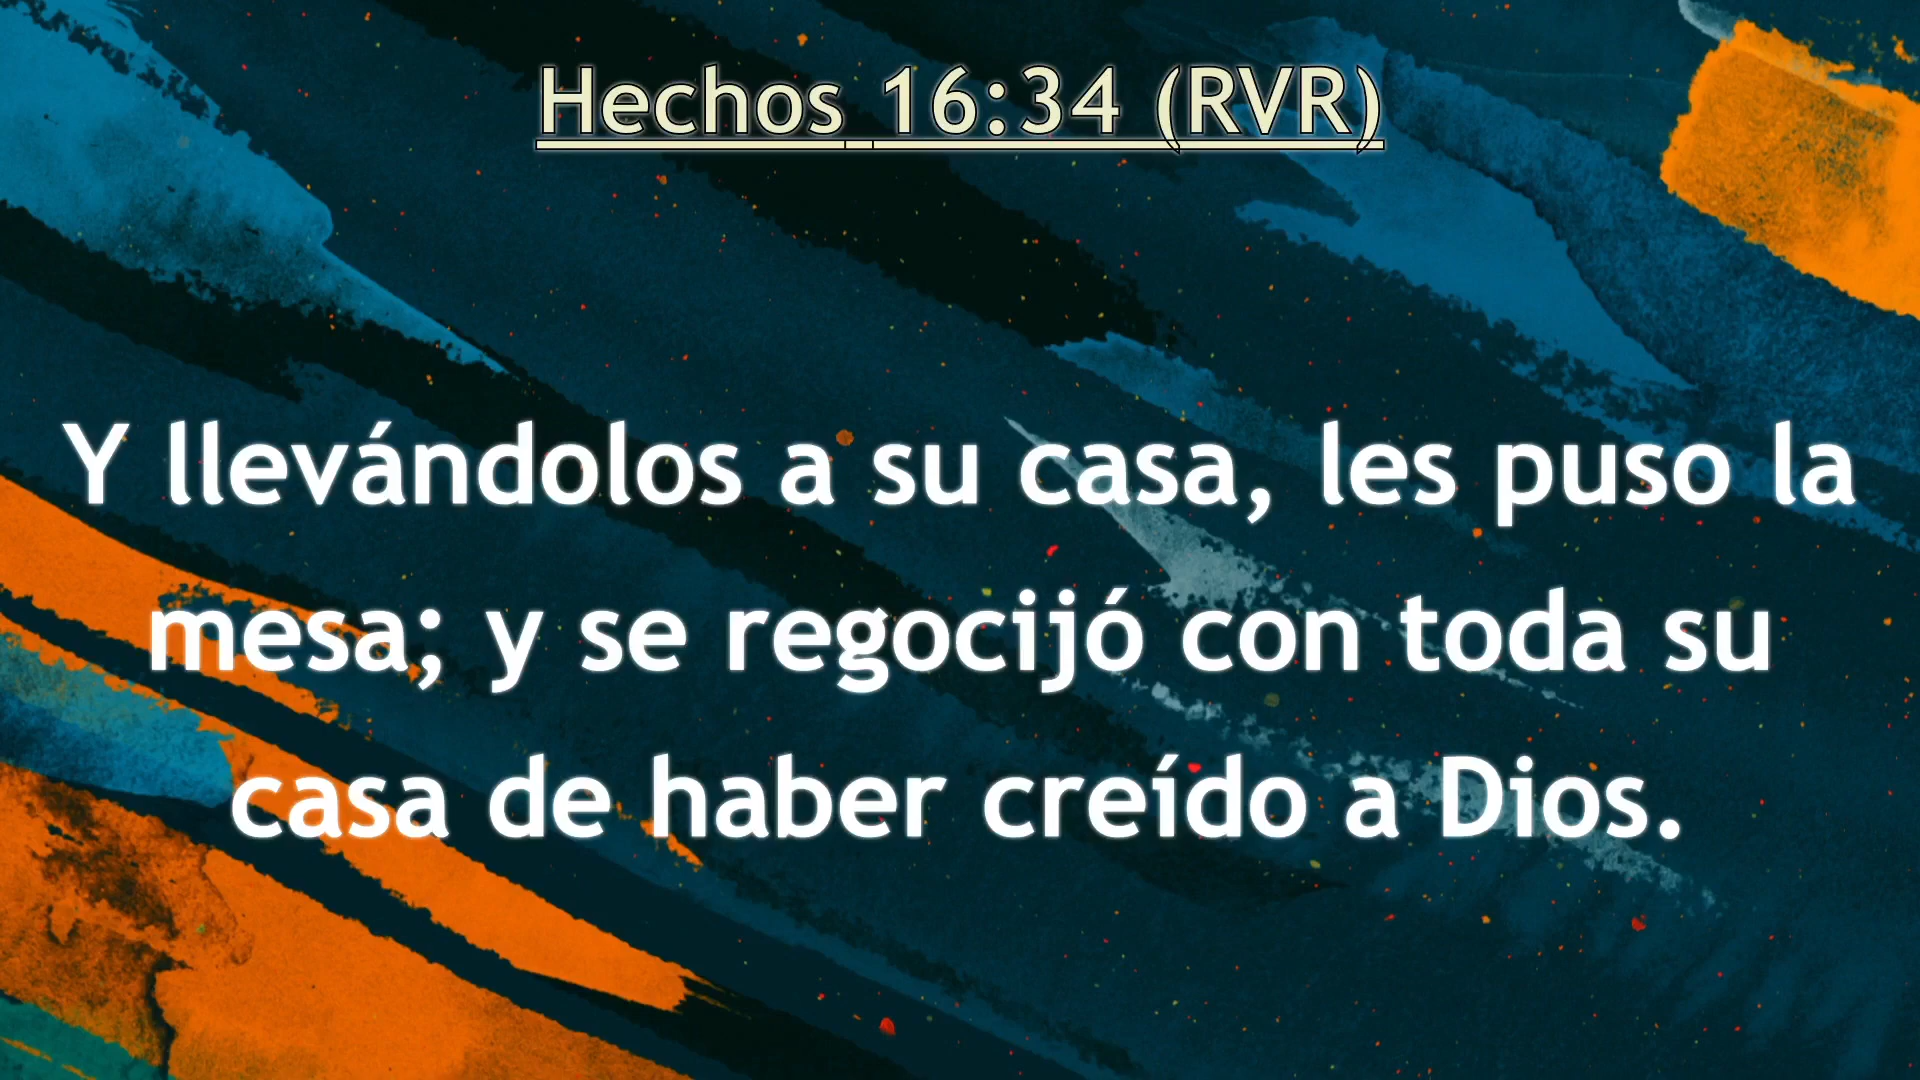 Hechos 16:34 (RVR)
Y llevándolos a su casa, les puso la
mesa; y se regocijó con toda su
casa de haber creído a Dios.